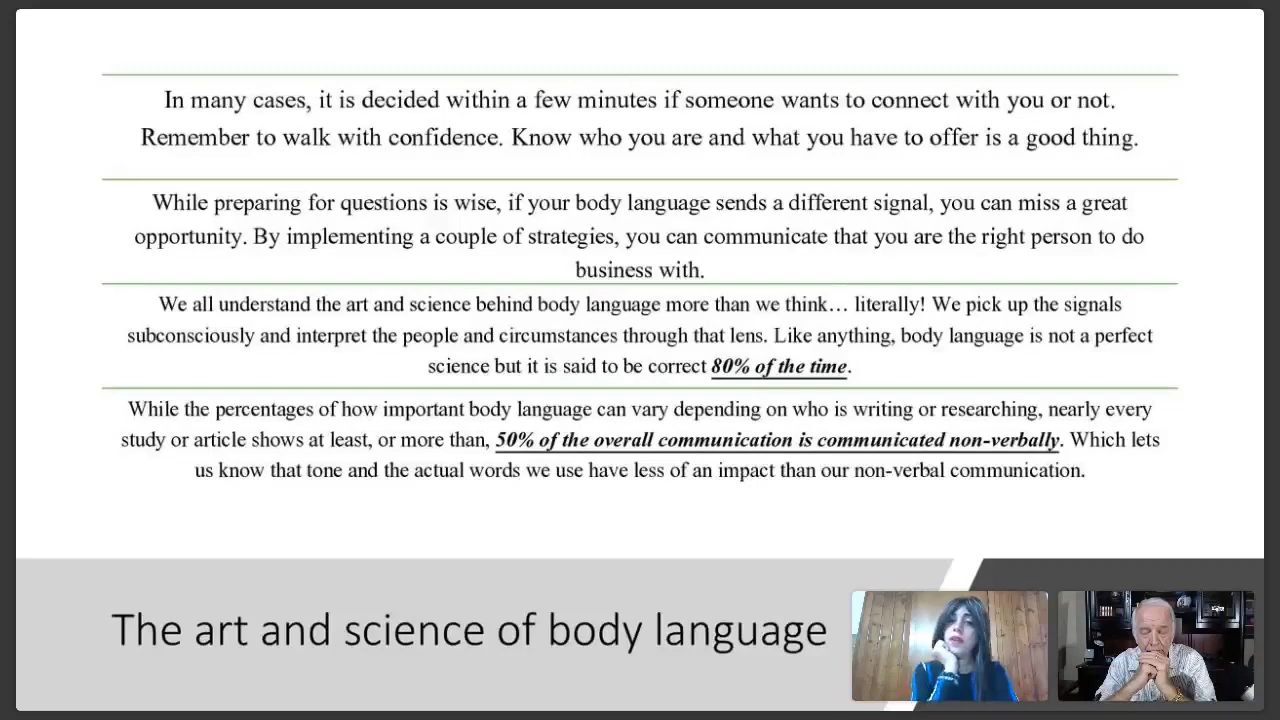 In many cases, it is decided within a few minutes if someone wants to connect with you or not.
Remember to walk with confidence. Know who you are and what you have to offer is a good thing.
While preparing for questions is wise, if your body language sends a different signal, you can miss a great
opportunity. By implementing a couple of strategies, you can communicate that you are the right person to do
business with.
We all understand the art and science behind body language more than we think… literally! We pick up the signals
subconsciously and interpret the people and circumstances through that lens. Like anything, body language is not a perfect
science but it is said to be correct 80% of the time.
While the percentages of how important body language can vary depending on who is writing or researching, nearly every
study or article shows at least, or more than, 50% of the overall communication is communicated non-verbally. Which lets
us know that tone and the actual words we use have less of an impact than our non-verbal communication.
The art and science of body language